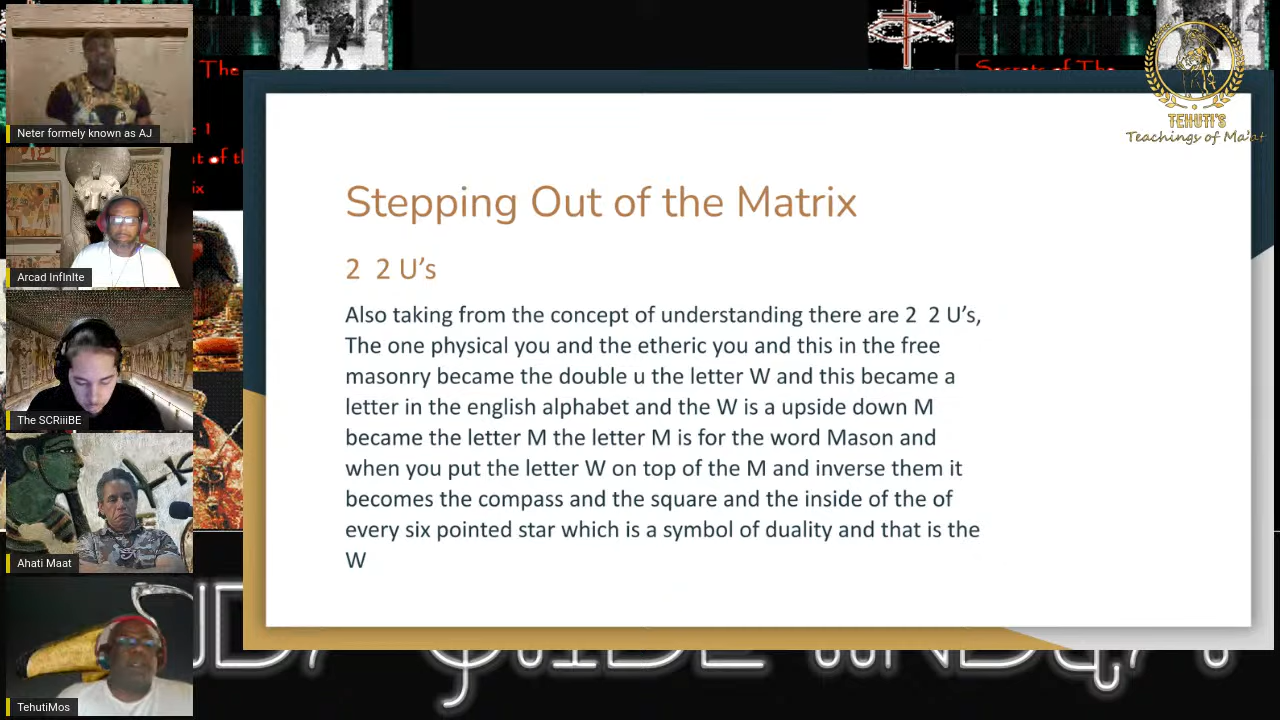 The
Secrets of The
TEHUTI'S
Teachings of Ma'at
Neter formely known as AJ
Arcad InfInIte
The SCRiiiBE
Ahati Maat
TehutiMos
Stepping Out of the Matrix
2  2 U's
Also taking from the concept of understanding there are 2  2 U's,
The one physical you and the etheric you and this in the free
masonry became the double u the letter W and this became a
letter in the english alphabet and the W is a upside down M
became the letter M the letter M is for the word Mason and
when you put the letter W on top of the M and inverse them it
becomes the compass and the square and the inside of the of
every six pointed star which is a symbol of duality and that is the
W